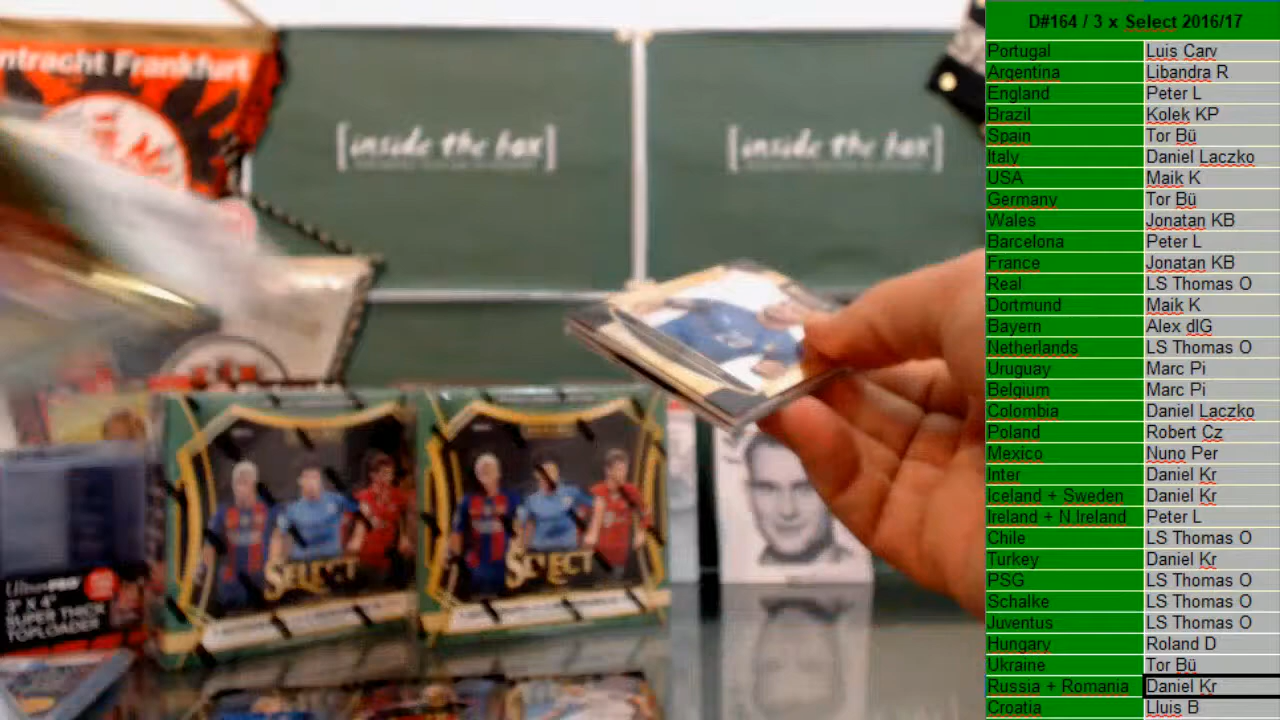 D#164 / 3 x Select 2016/17
Portugal Luis Carv
Argentina Libandra R
England Peter L
Brazil Kolek KP
Spain Tor Bü
Italy Daniel Laczko
USA Maik K
Germany Tor Bü
Wales Jonatan KB
Barcelona Peter L
France Jonatan KB
Real LS Thomas O
Dortmund Maik K
Bayern Alex dlG
Netherlands LS Thomas O
Uruguay Marc Pi
Belgium Marc Pi
Colombia Daniel Laczko
Poland Robert Cz
Mexico Nuno Per
Inter Daniel Kr
Iceland + Sweden Daniel Kr
Ireland + N.Ireland Peter L
Chile LS Thomas O
Turkey Daniel Kr
PSG LS Thomas O
Schalke LS Thomas O
Juventus LS Thomas O
Hungary Roland D
Ukraine Tor Bü
Russia + Romania Daniel Kr
Croatia Lluis B
ntracht Frankfurt
[inside the box]
[inside the box]
SELECT
SELECT
Ultra PRO
3" X 4"
SUPER THICK
TOPLOADER